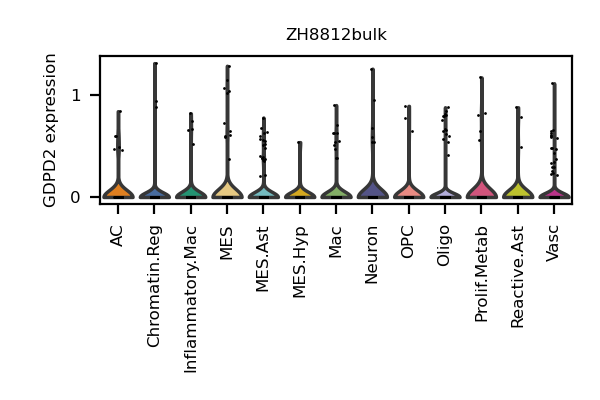 ZH8812bulk
GDPD2 expression
1
0
AC
Chromatin.Reg
Inflammatory.Mac
MES
MES.Ast
MES.Hyp
Mac
Neuron
OPC
Oligo
Prolif.Metab
Reactive.Ast
Vasc